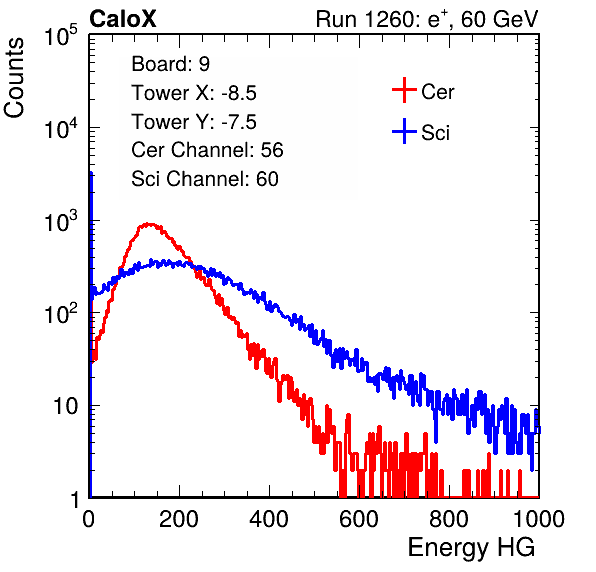 CaloX Run 1260: e⁺, 60 GeV
Counts
10⁵
10⁴
10³
10²
10
1
Board: 9
Tower X: -8.5
Tower Y: -7.5
Cer Channel: 56
Sci Channel: 60
Cer
Sci
0 200 400 600 800 1000
Energy HG